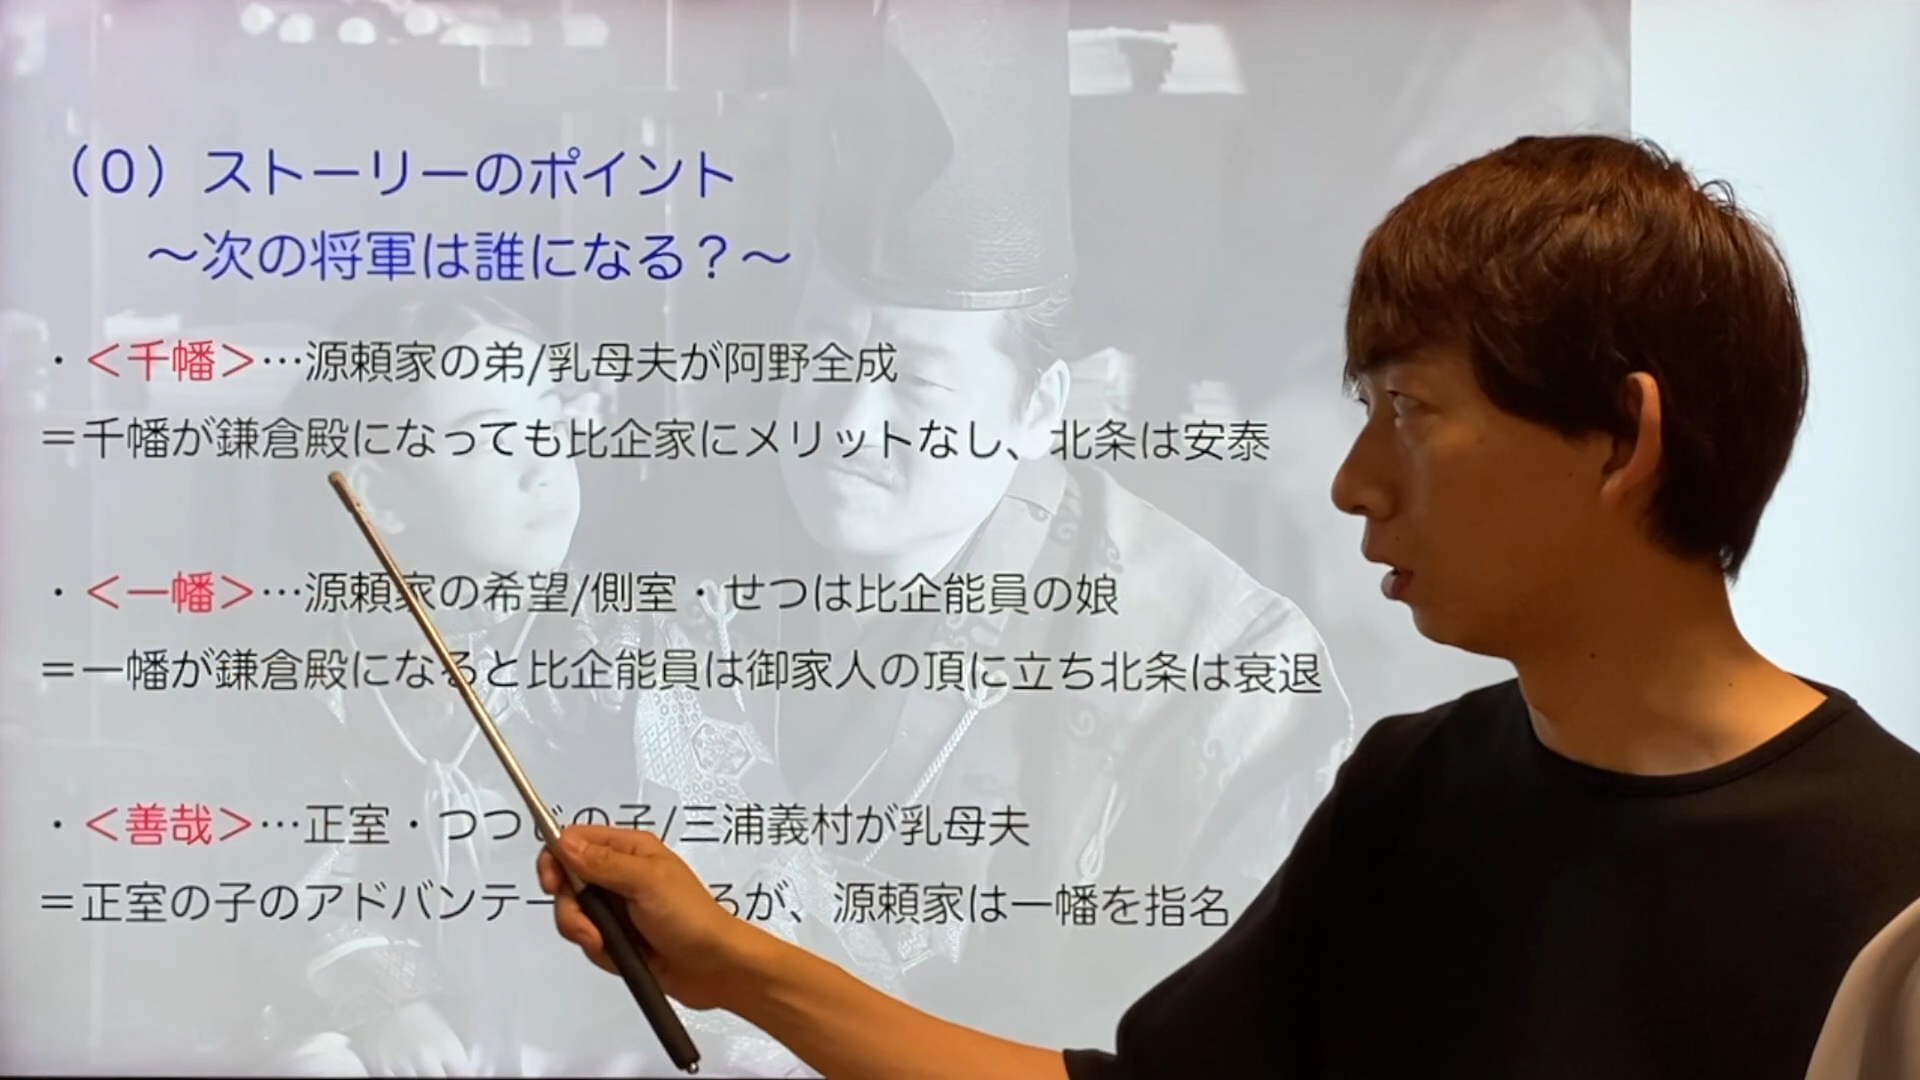 （０）ストーリーのポイント
～次の将軍は誰になる？～
・＜千幡＞…源頼家の弟/乳母夫が阿野全成
＝千幡が鎌倉殿になっても比企家にメリットなし、北条は安泰
・＜一幡＞…源頼家の希望/側室・せつは比企能員の娘
＝一幡が鎌倉殿になると比企能員は御家人の頂に立ち北条は衰退
・＜善哉＞…正室・つつじの子/三浦義村が乳母夫
＝正室の子のアドバンテー るが、源頼家は一幡を指名